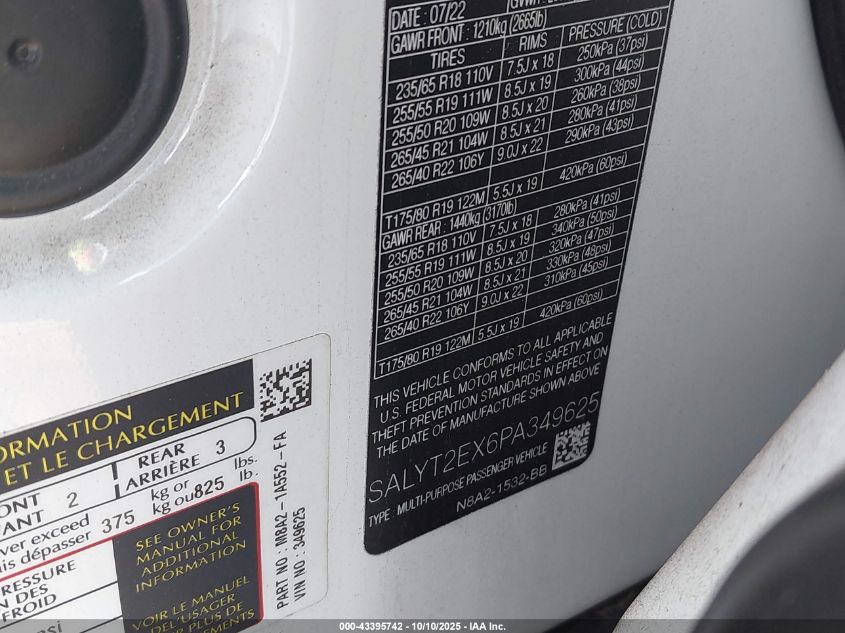 DATE : 07/22
GAWR FRONT : 1210kg (2665lb)
TIRES RIMS PRESSURE (COLD)
235/65 R18 110V 7.5J x 18 250kPa (37psi)
255/55 R19 111W 8.5J x 19 300kPa (44psi)
255/50 R20 109W 8.5J x 20 260kPa (38psi)
265/45 R21 104W 8.5J x 21 280kPa (41psi)
265/40 R22 106Y 9.0J x 22 290kPa (43psi)
T175/80 R19 122M 5.5J x 19 420kPa (60psi)
GAWR REAR : 1440kg (3170lb)
235/65 R18 110V 7.5J x 18 280kPa (41psi)
255/55 R19 111W 8.5J x 19 340kPa (50psi)
255/50 R20 109W 8.5J x 20 320kPa (47psi)
265/45 R21 104W 8.5J x 21 330kPa (48psi)
265/40 R22 106Y 9.0J x 22 310kPa (45psi)
T175/80 R19 122M 5.5J x 19 420kPa (60psi)
THIS VEHICLE CONFORMS TO ALL APPLICABLE
U.S. FEDERAL MOTOR VEHICLE SAFETY AND
THEFT PREVENTION STANDARDS IN EFFECT ON
THE DATE OF MANUFACTURE SHOWN ABOVE
SALYT2EX6PA349625
TYPE : MULTI-PURPOSE PASSENGER VEHICLE
N8A2-1532-BB
ET LE CHARGEMENT
2 REAR 3
ARRIÈRE
exceed 375 kg or 825 lbs.
dépasser kg ou lb.
SEE OWNER'S
MANUAL FOR
ADDITIONAL
INFORMATION
VOIR LE MANUEL
DE L'USAGER
POUR PLUS DE
PART NO : M8A2-1A552-FA
VIN NO : 349625
000-43395742 - 10/10/2025 - IAA Inc.